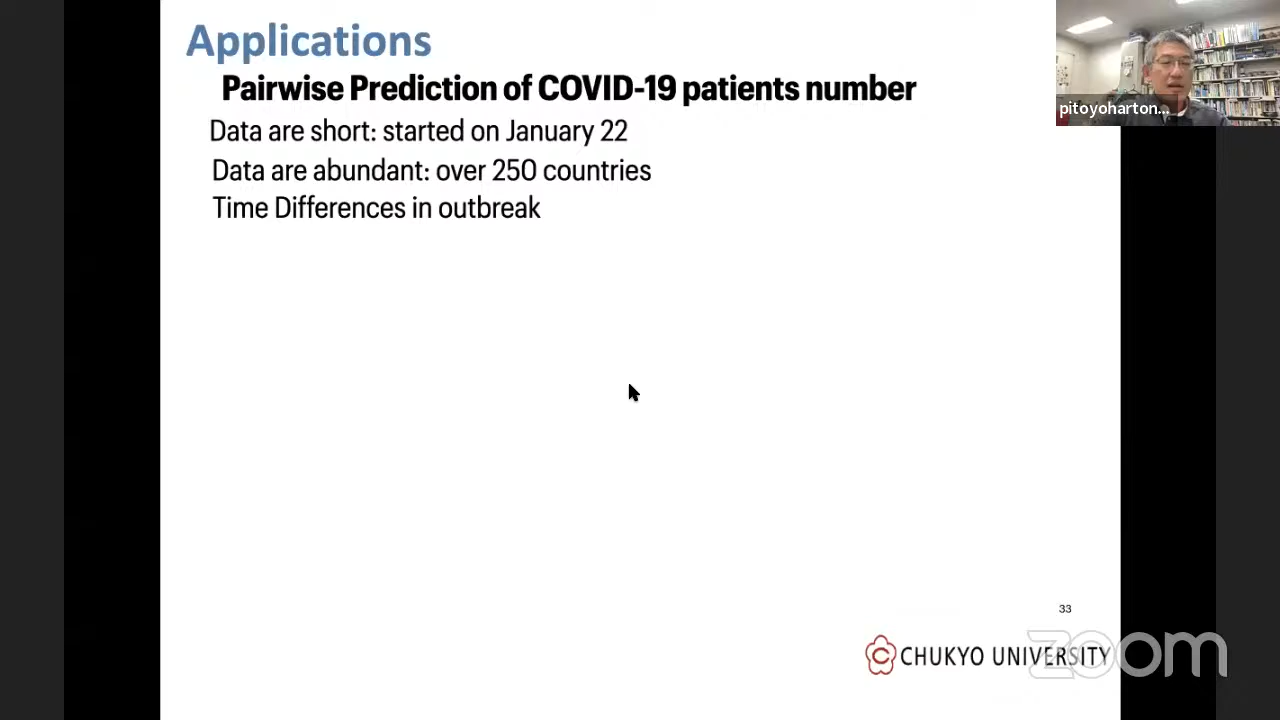 Applications
Pairwise Prediction of COVID-19 patients number
Data are short: started on January 22
Data are abundant: over 250 countries
Time Differences in outbreak
pitoyoharton...
33
CHUKYO UNIVERSITY
zoom